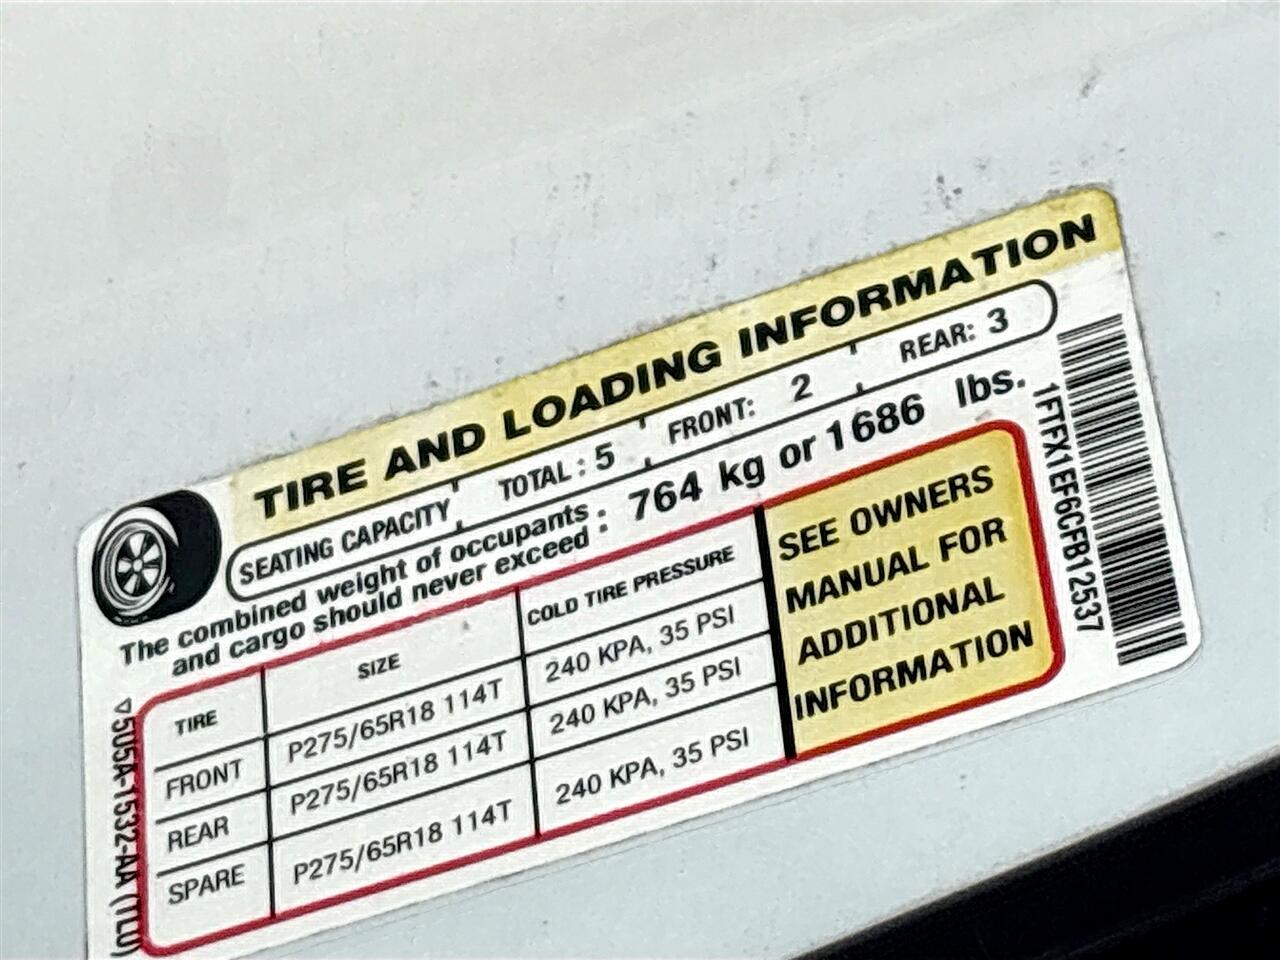 TIRE AND LOADING INFORMATION
SEATING CAPACITY TOTAL : 5 FRONT: 2 REAR: 3
The combined weight of occupants
and cargo should never exceed : 764 kg or 1686 lbs.
TIRE SIZE COLD TIRE PRESSURE
FRONT P275/65R18 114T 240 KPA, 35 PSI
REAR P275/65R18 114T 240 KPA, 35 PSI
SPARE P275/65R18 114T 240 KPA, 35 PSI
SEE OWNERS
MANUAL FOR
ADDITIONAL
INFORMATION
1FTFX1EF6CFB12537
5U5A-1532-AA (TLU)